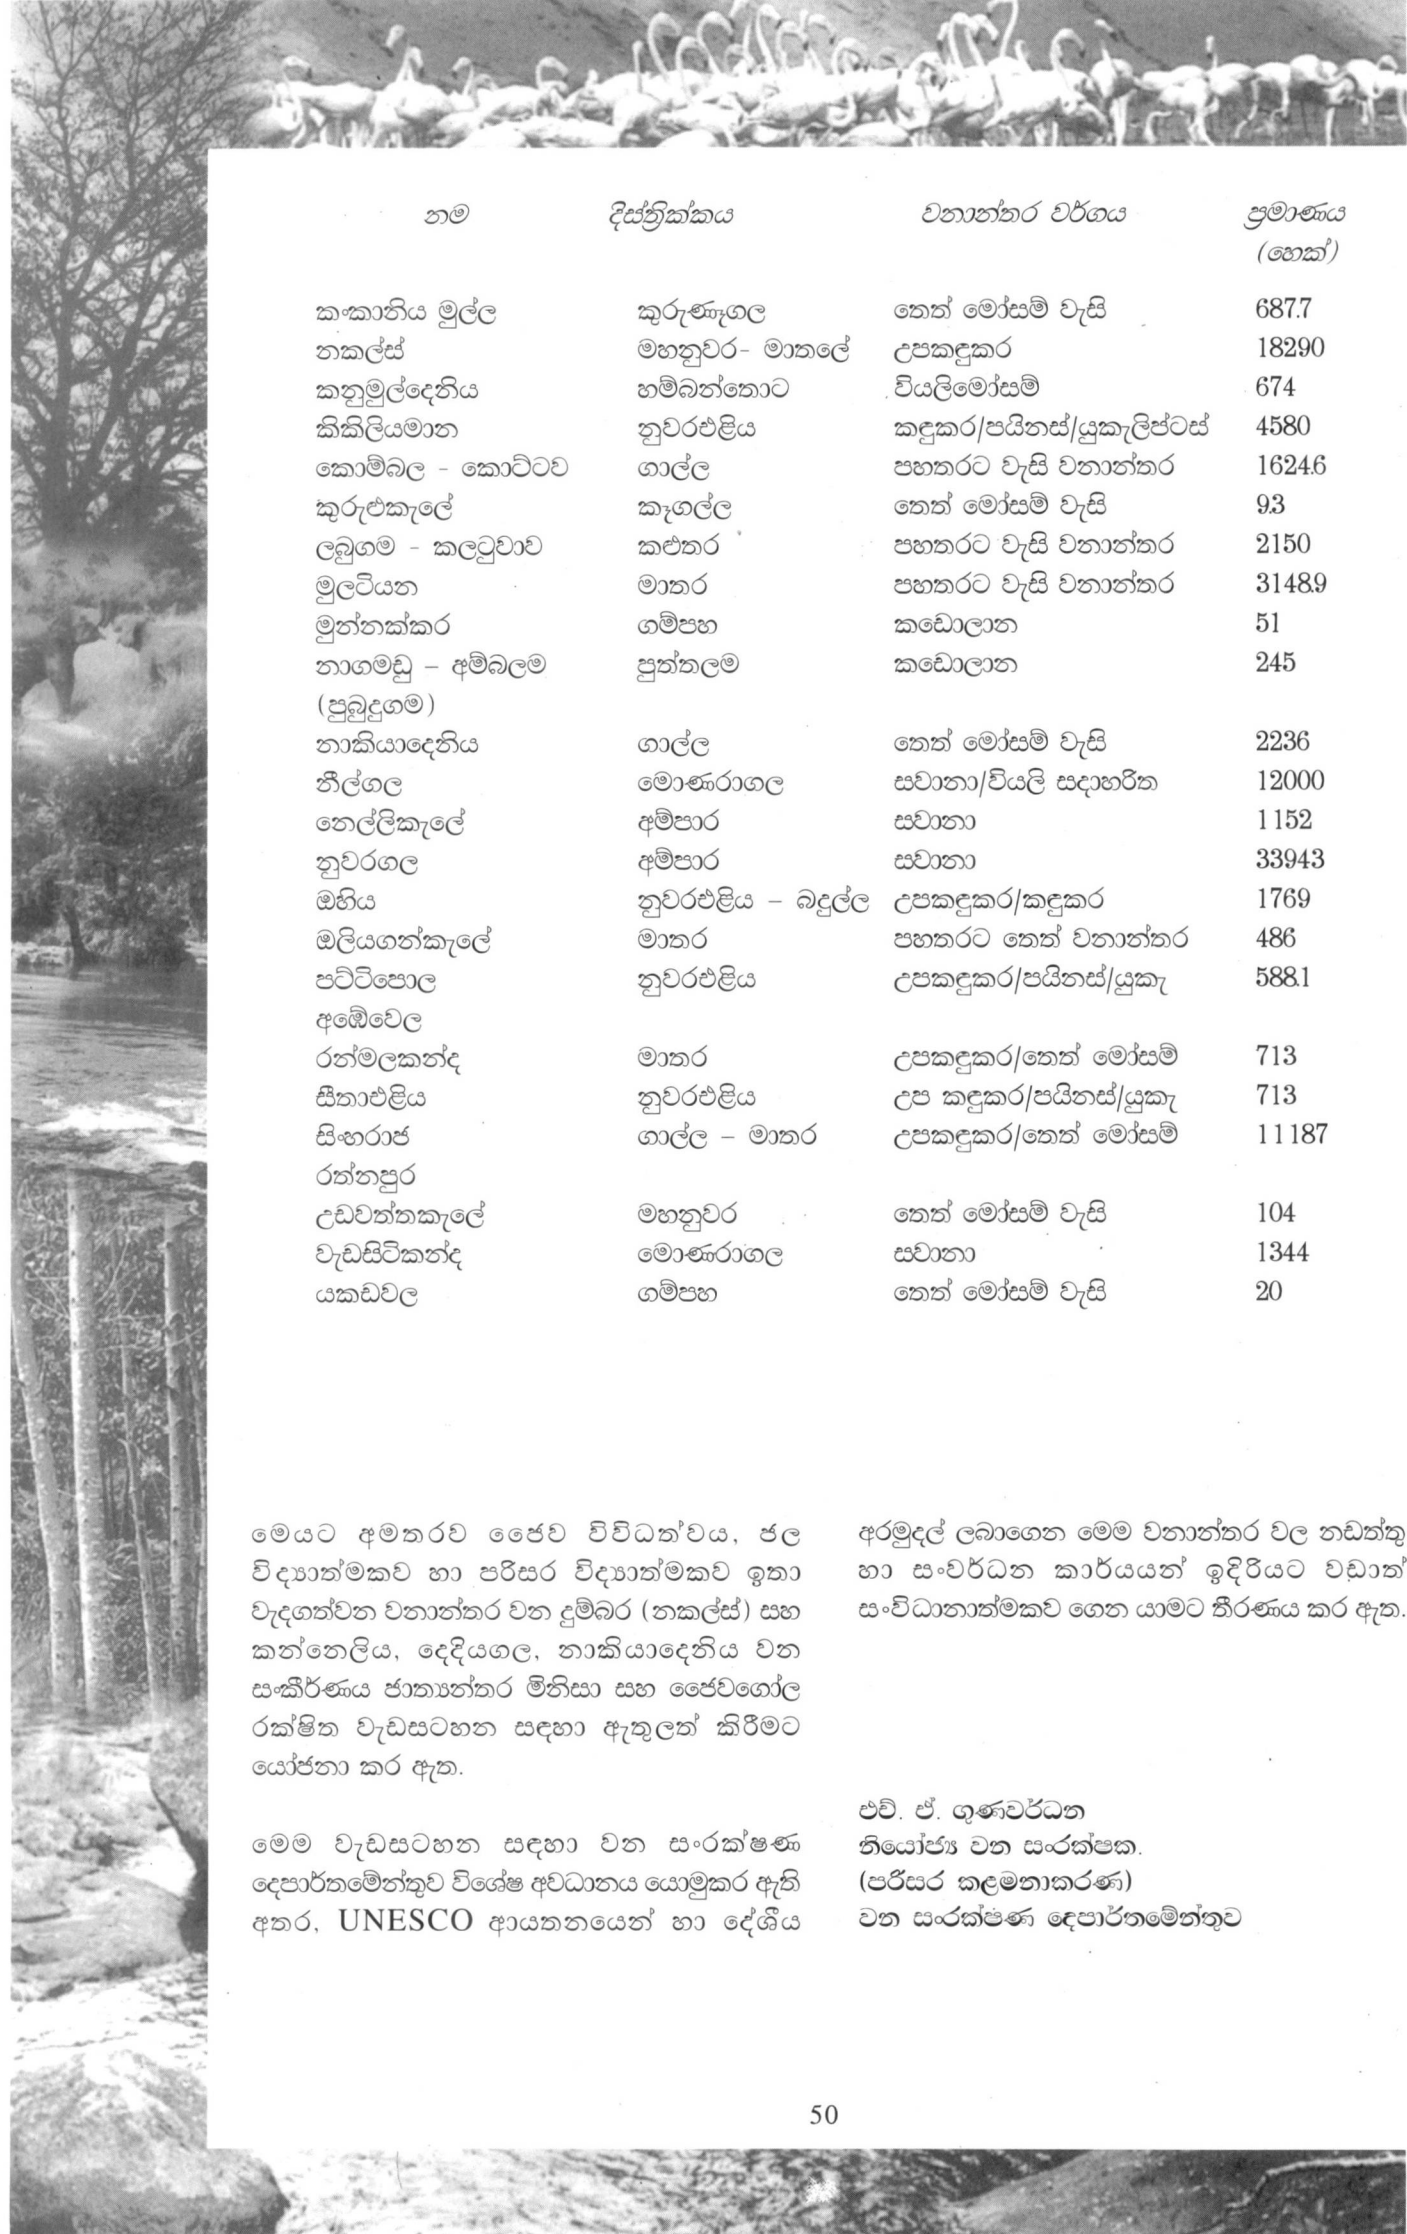 නම දිස්ත්‍රික්කය වනාන්තර වර්ගය ප්‍රමාණය
(හෙක්)
කංකානිය මුල්ල කුරුණෑගල තෙත් මෝසම් වැසි 687.7
නකල්ස් මහනුවර- මාතලේ උපකඳුකර 18290
කනුමුල්දෙනිය හම්බන්තොට වියලිමෝසම් 674
කිකිලියමාන නුවරඑළිය කඳුකර/පයිනස්/යුකැලිප්ටස් 4580
කොම්බල - කොට්ටව ගාල්ල පහතරට වැසි වනාන්තර 1624.6
කුරුළුකැලේ කෑගල්ල තෙත් මෝසම් වැසි 9.3
ලබුගම - කලටුවාව කළුතර පහතරට වැසි වනාන්තර 2150
මුලටියන මාතර පහතරට වැසි වනාන්තර 3148.9
මුන්නක්කර ගම්පහ කඩොලාන 51
නාගමඩු – අම්බලම පුත්තලම කඩොලාන 245
(පුබුදුගම)
නාකියාදෙනිය ගාල්ල තෙත් මෝසම් වැසි 2236
නීල්ගල මොණරාගල සවානා/වියලි සදාහරිත 12000
නෙල්ලිකැලේ අම්පාර සවානා 1152
නුවරගල අම්පාර සවානා 33943
ඔහිය නුවරඑළිය – බදුල්ල උපකඳුකර/කඳුකර 1769
ඔලියගන්කැලේ මාතර පහතරට තෙත් වනාන්තර 486
පට්ටිපොල නුවරඑළිය උපකඳුකර/පයිනස්/යුකැ 588.1
අඹේවෙල
රන්මලකන්ද මාතර උපකඳුකර/තෙත් මෝසම් 713
සීතාඑළිය නුවරඑළිය උප කඳුකර/පයිනස්/යුකැ 713
සිංහරාජ ගාල්ල – මාතර උපකඳුකර/තෙත් මෝසම් 11187
රත්නපුර
උඩවත්තකැලේ මහනුවර තෙත් මෝසම් වැසි 104
වැඩසිටිකන්ද මොණරාගල සවානා 1344
යකඩවල ගම්පහ තෙත් මෝසම් වැසි 20
මෙයට අමතරව ජෛව විවිධත්වය, ජල
විද්‍යාත්මකව හා පරිසර විද්‍යාත්මකව ඉතා
වැදගත්වන වනාන්තර වන දුම්බර (නකල්ස්) සහ
කන්නෙලිය, දෙදියගල, නාකියාදෙනිය වන
සංකීර්ණය ජාත්‍යන්තර මිනිසා සහ ජෛවගෝල
රක්ෂිත වැඩසටහන සඳහා ඇතුලත් කිරීමට
යෝජනා කර ඇත.
මෙම වැඩසටහන සඳහා වන සංරක්ෂණ
දෙපාර්තමේන්තුව විශේෂ අවධානය යොමුකර ඇති
අතර, UNESCO ආයතනයෙන් හා දේශීය
අරමුදල් ලබාගෙන මෙම වනාන්තර වල නඩත්තු
හා සංවර්ධන කාර්යයන් ඉදිරියට වඩාත්
සංවිධානාත්මකව ගෙන යාමට තීරණය කර ඇත.
එච්. ඒ. ගුණවර්ධන
නියෝජ්‍ය වන සංරක්ෂක.
(පරිසර කළමනාකරණ)
වන සංරක්ෂණ දෙපාර්තමේන්තුව
50